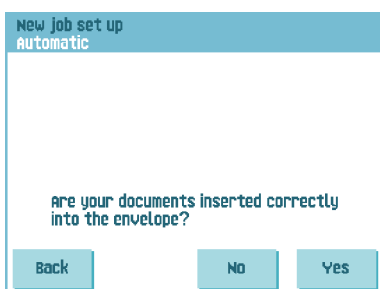 New job set up
Automatic
Are your documents inserted correctly
into the envelope?
Back
No
Yes